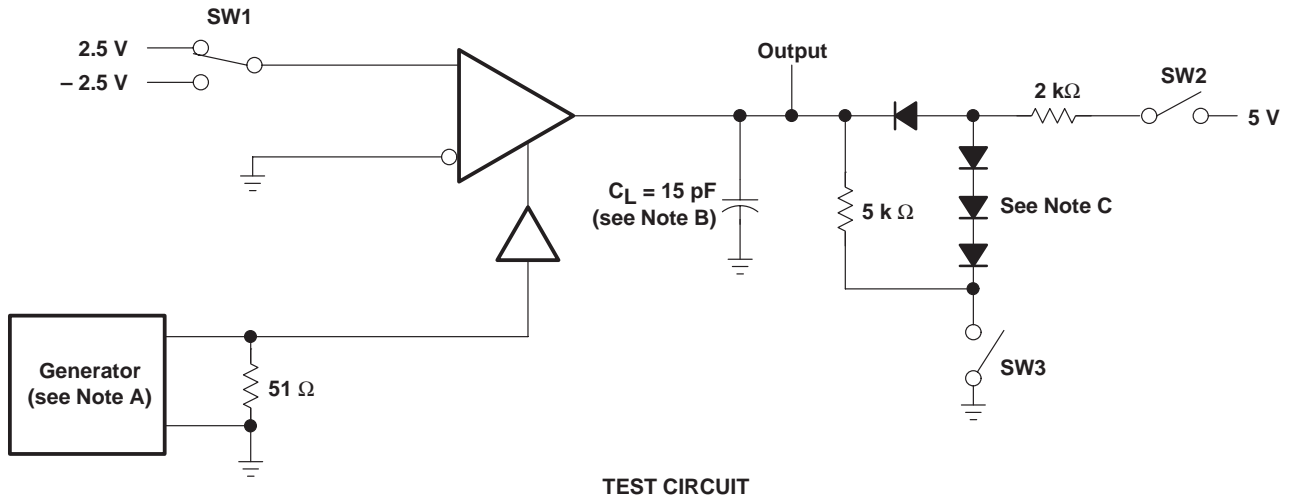 SW1
2.5 V
– 2.5 V
Output
SW2
2 kΩ
5 V
CL = 15 pF
(see Note B)
5 k Ω
See Note C
Generator
(see Note A)
51 Ω
SW3
TEST CIRCUIT